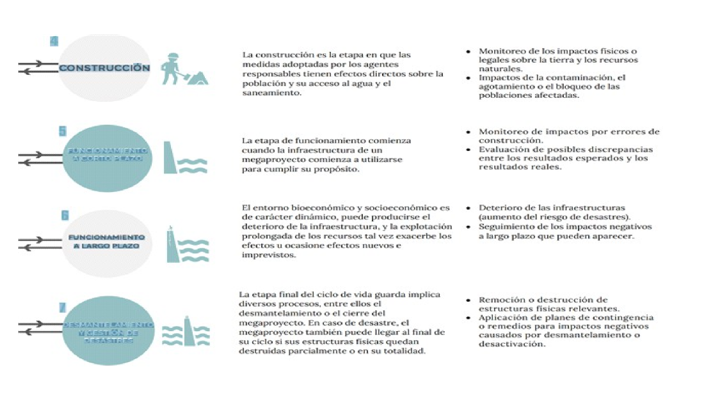 4
CONSTRUCCIÓN
La construcción es la etapa en que las
medidas adoptadas por los agentes
responsables tienen efectos directos sobre la
población y su acceso al agua y el
saneamiento.
• Monitoreo de los impactos físicos o
legales sobre la tierra y los recursos
naturales.
• Impactos de la contaminación, el
agotamiento o el bloqueo de las
poblaciones afectadas.
5
La etapa de funcionamiento comienza
cuando la infraestructura de un
megaproyecto comienza a utilizarse
para cumplir su propósito.
• Monitoreo de impactos por errores de
construcción.
• Evaluación de posibles discrepancias
entre los resultados esperados y los
resultados reales.
6
FUNCIONAMIENTO
A LARGO PLAZO
El entorno bioeconómico y socioeconómico es
de carácter dinámico, puede producirse el
deterioro de la infraestructura, y la explotación
prolongada de los recursos tal vez exacerbe los
efectos u ocasione efectos nuevos e
imprevistos.
• Deterioro de las infraestructuras
(aumento del riesgo de desastres).
• Seguimiento de los impactos negativos
a largo plazo que pueden aparecer.
La etapa final del ciclo de vida guarda implica
diversos procesos, entre ellos el
desmantelamiento o el cierre del
megaproyecto. En caso de desastre, el
megaproyecto también puede llegar al final de
su ciclo si sus estructuras físicas quedan
destruidas parcialmente o en su totalidad.
• Remoción o destrucción de
estructuras físicas relevantes.
• Aplicación de planes de contingencia
o remedios para impactos negativos
causados por desmantelamiento o
desactivación.